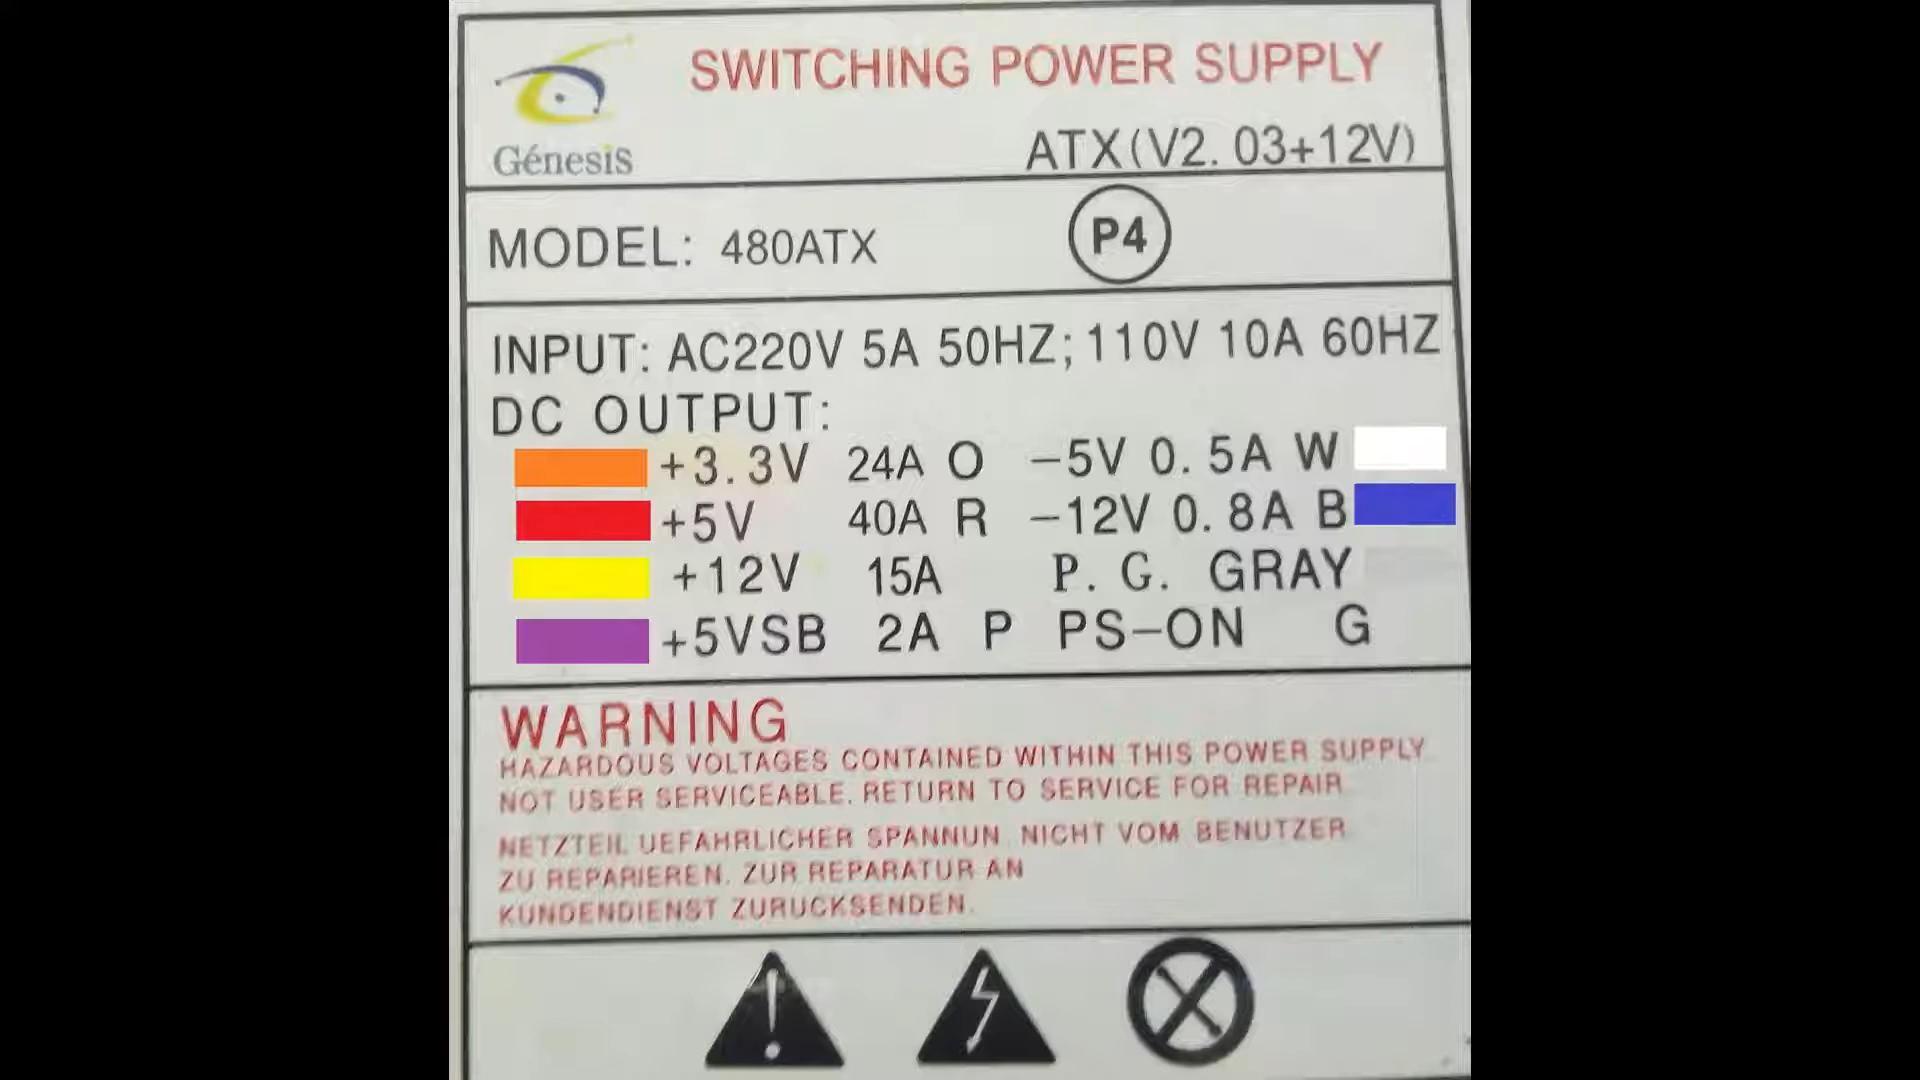 Génesis
SWITCHING POWER SUPPLY
ATX(V2. 03+12V)
MODEL: 480ATX
P4
INPUT: AC220V 5A 50HZ; 110V 10A 60HZ
DC OUTPUT:
+3.3V 24A O -5V 0.5A W
+5V 40A R -12V 0.8A B
+12V 15A P. G. GRAY
+5VSB 2A P PS-ON G
WARNING
HAZARDOUS VOLTAGES CONTAINED WITHIN THIS POWER SUPPLY
NOT USER SERVICEABLE. RETURN TO SERVICE FOR REPAIR
NETZTEIL UEFAHRLICHER SPANNUN NICHT VOM BENUTZER
ZU REPARIEREN. ZUR REPARATUR AN
KUNDENDIENST ZURUCKSENDEN.